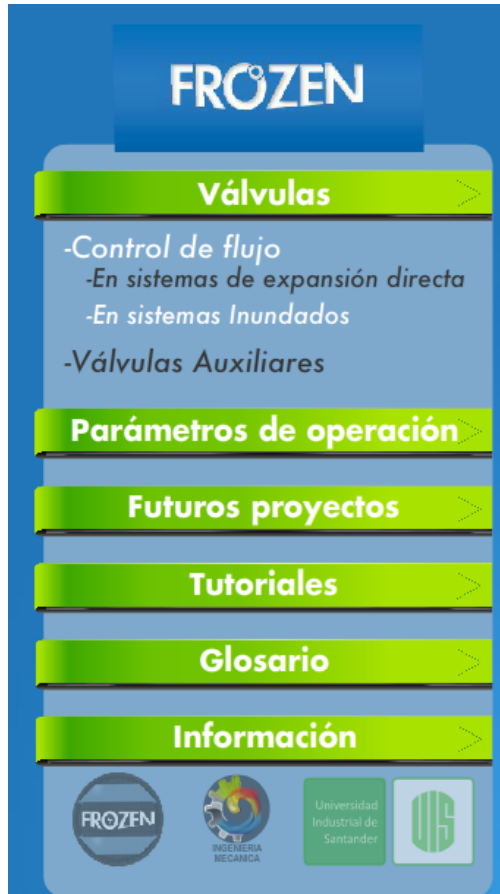 FROZEN
Válvulas
-Control de flujo
-En sistemas de expansión directa
-En sistemas Inundados
-Válvulas Auxiliares
Parámetros de operación
Futuros proyectos
Tutoriales
Glosario
Información
FROZEN
INGENIERIA
MECANICA
Universidad
Industrial de
Santander
UIS